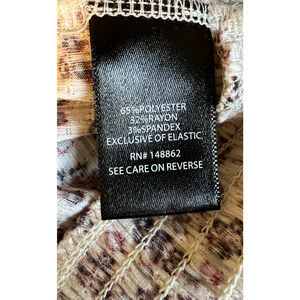 65%POLYESTER
32%RAYON
3%SPANDEX
EXCLUSIVE OF ELASTIC
RN# 148862
SEE CARE ON REVERSE